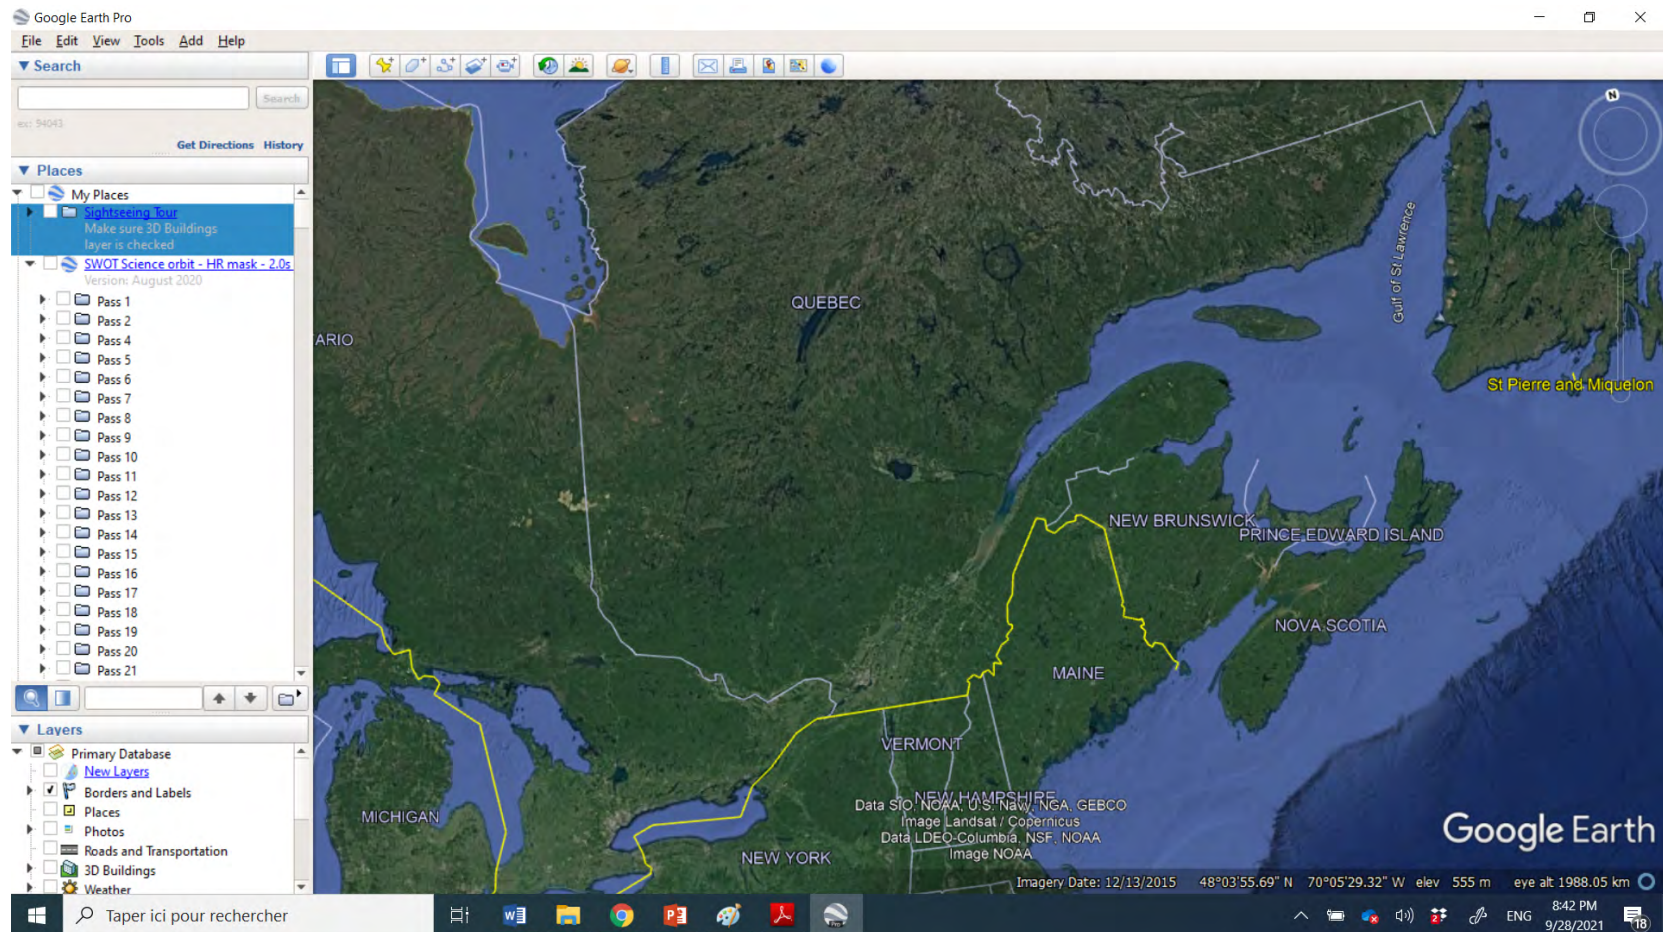 Google Earth Pro
File Edit View Tools Add Help
Search
Search
ex: 94043
Get Directions History
Places
My Places
Sightseeing Tour
Make sure 3D Buildings
layer is checked
SWOT Science orbit - HR mask - 2.0s
Version: August 2020
Pass 1
Pass 2
Pass 4
Pass 5
Pass 6
Pass 7
Pass 8
Pass 9
Pass 10
Pass 11
Pass 12
Pass 13
Pass 14
Pass 15
Pass 16
Pass 17
Pass 18
Pass 19
Pass 20
Pass 21
Layers
Primary Database
New Layers
Borders and Labels
Places
Photos
Roads and Transportation
3D Buildings
Weather
N
Gulf of St Lawrence
QUEBEC
TARIO
St Pierre and Miquelon
NEW BRUNSWICK
PRINCE EDWARD ISLAND
NOVA SCOTIA
MAINE
VERMONT
NEW HAMPSHIRE
MICHIGAN
NEW YORK
Data SIO, NOAA, U.S. Navy, NGA, GEBCO
Image Landsat / Copernicus
Data LDEO-Columbia, NSF, NOAA
Image NOAA
Google Earth
Imagery Date: 12/13/2015 48°03'55.69" N 70°05'29.32" W elev 555 m eye alt 1988.05 km
Taper ici pour rechercher
ENG
8:42 PM
9/28/2021
18